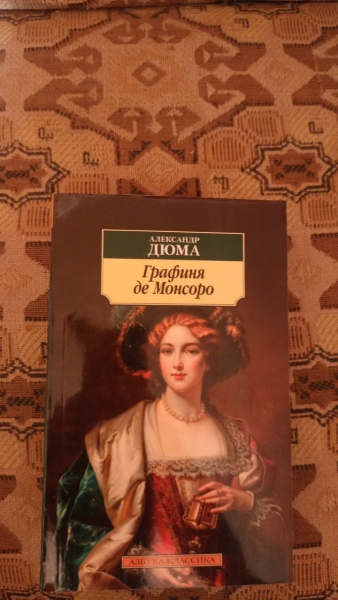 АЛЕКСАНДР
ДЮМА
Графиня
де Монсоро
АЗБУКА-КЛАССИКА